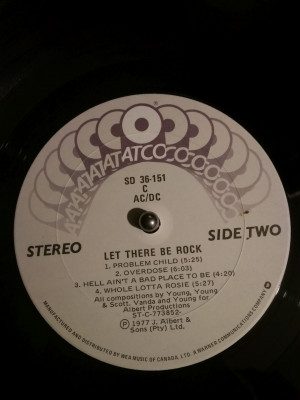 ATCO
SD 36-151
C
AC/DC
STEREO
SIDE TWO
LET THERE BE ROCK
1. PROBLEM CHILD (5:25)
2. OVERDOSE (6:03)
3. HELL AIN'T A BAD PLACE TO BE (4:20)
4. WHOLE LOTTA ROSIE (5:27)
All compositions by Young, Young
& Scott. Vanda and Young for
Albert Productions
ST-C-773852-
Ⓟ 1977 J. Albert &
Sons (Pty) Ltd.
MANUFACTURED AND DISTRIBUTED BY WEA MUSIC OF CANADA, LTD. A WARNER COMMUNICATIONS COMPANY